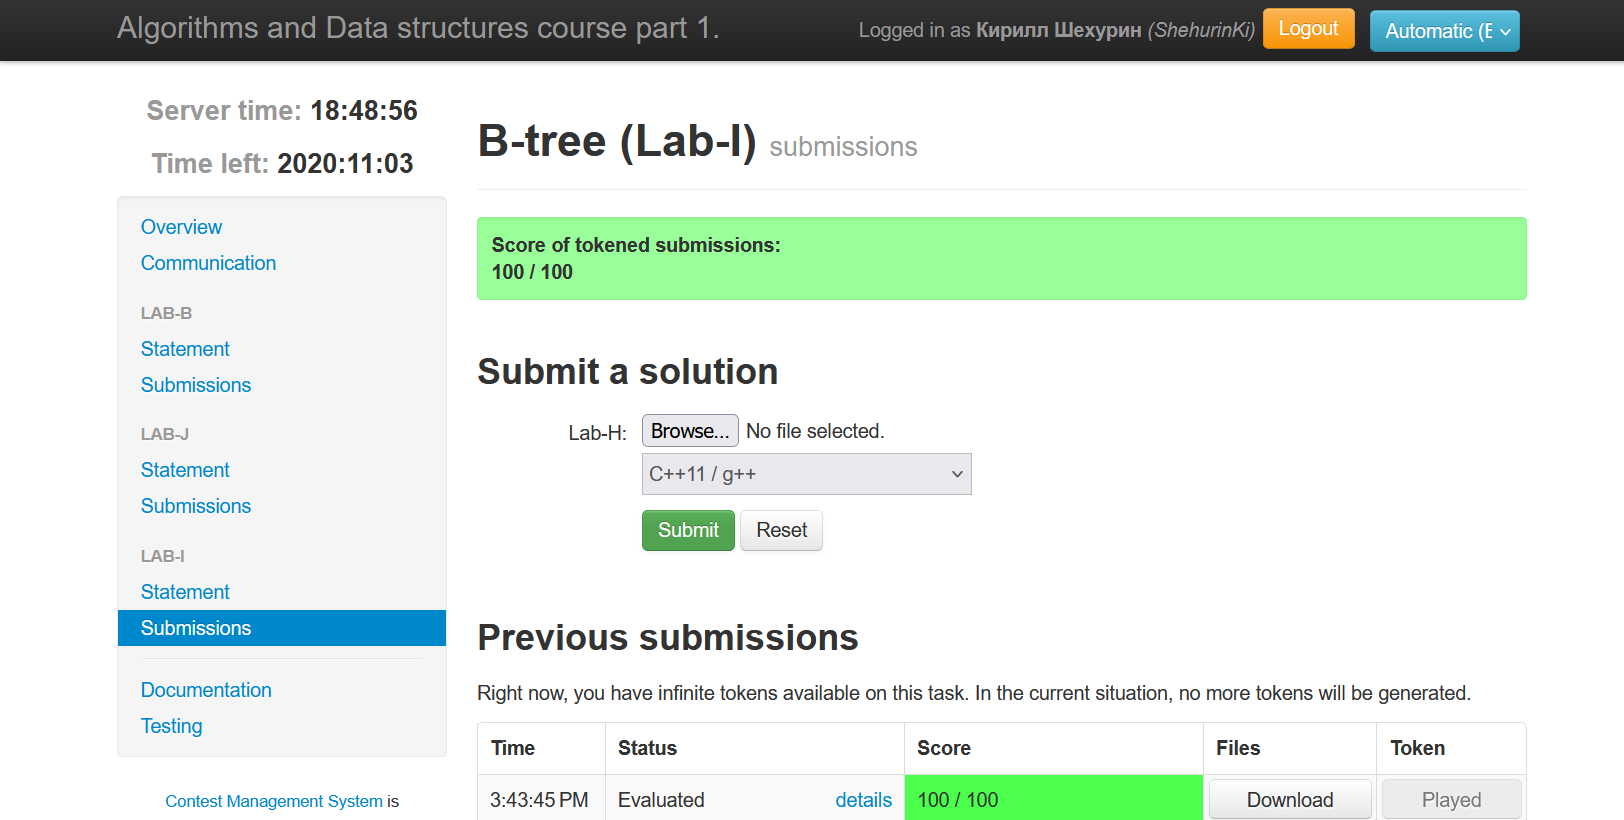 Algorithms and Data structures course part 1.
Logged in as Кирилл Шехурин (ShehurinKi)
Logout
Automatic (E
Server time: 18:48:56
Time left: 2020:11:03
Overview
Communication
LAB-B
Statement
Submissions
LAB-J
Statement
Submissions
LAB-I
Statement
Submissions
Documentation
Testing
Contest Management System is
B-tree (Lab-I) submissions
Score of tokened submissions:
100 / 100
Submit a solution
Lab-H: Browse... No file selected.
C++11 / g++
Submit Reset
Previous submissions
Right now, you have infinite tokens available on this task. In the current situation, no more tokens will be generated.
Time Status Score Files Token
3:43:45 PM Evaluated details 100 / 100 Download Played